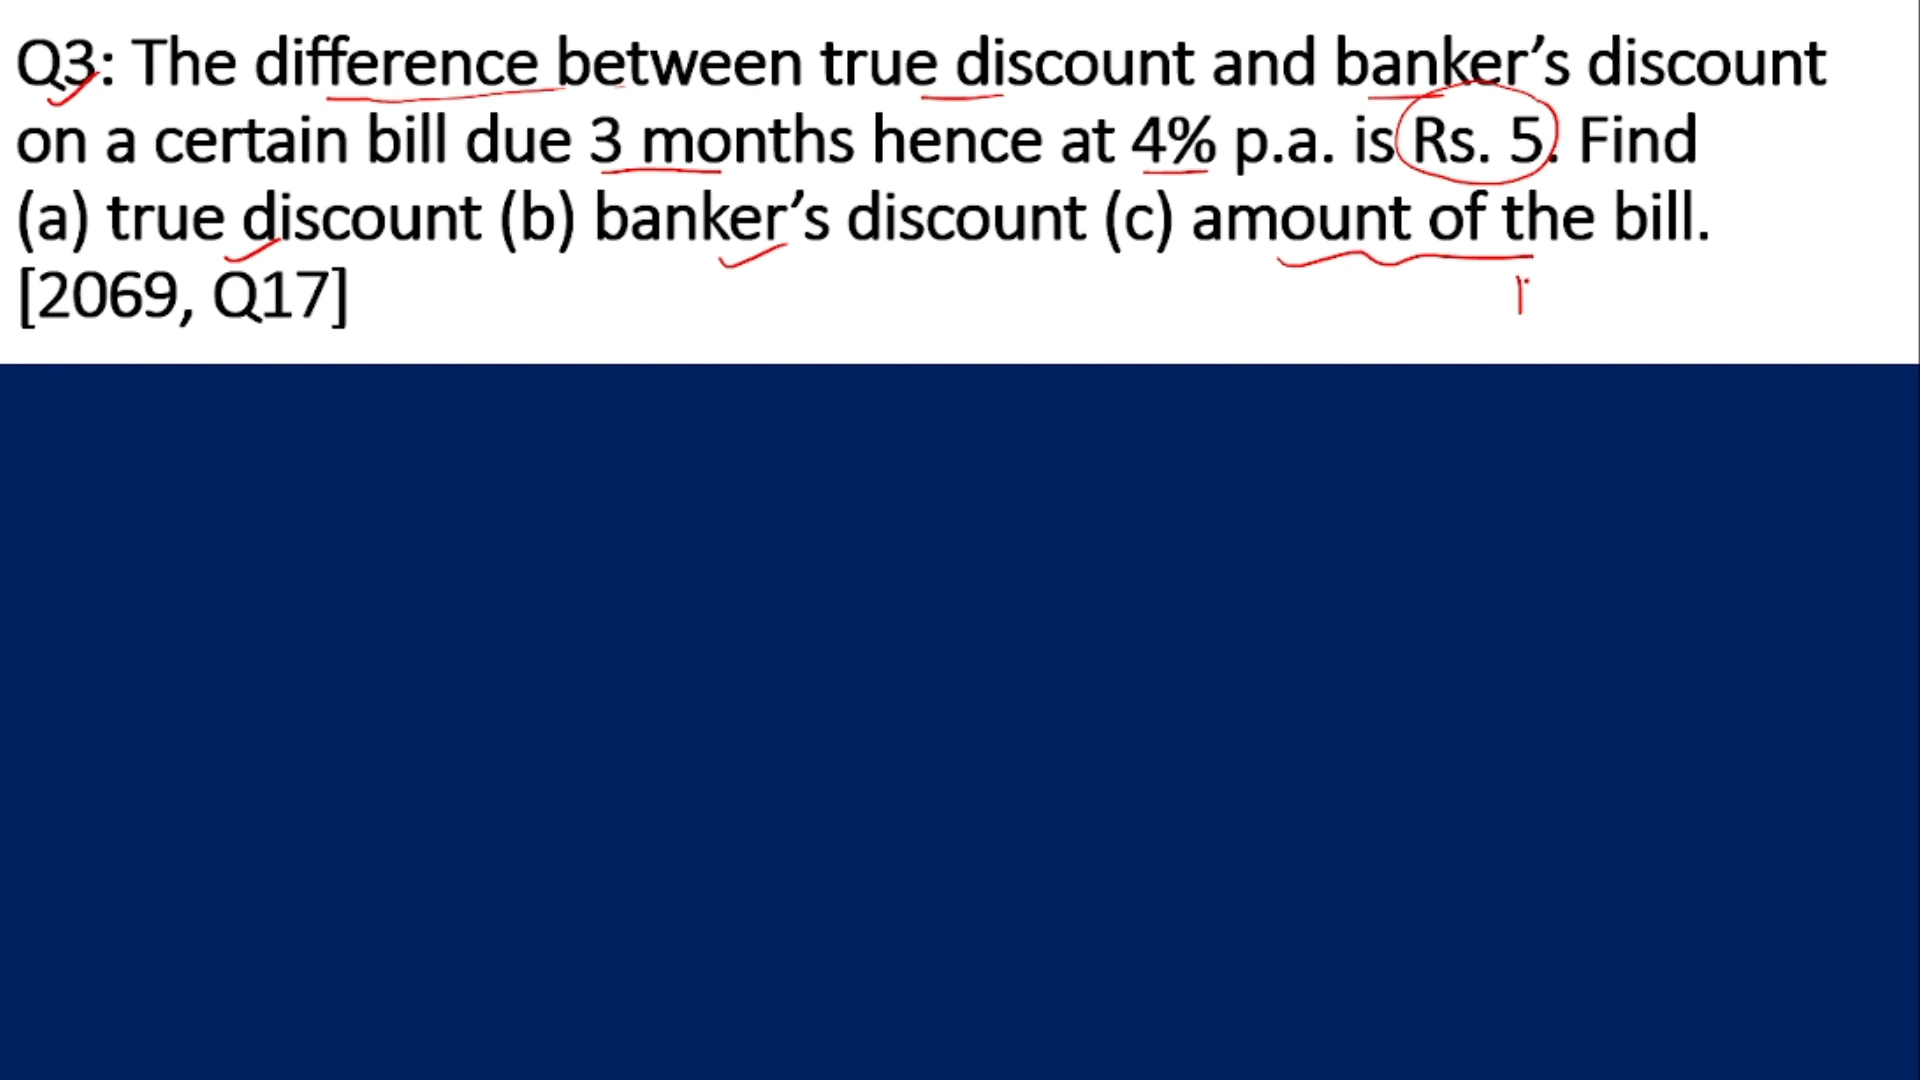 Q3: The difference between true discount and banker’s discount
on a certain bill due 3 months hence at 4% p.a. is Rs. 5. Find
(a) true discount (b) banker’s discount (c) amount of the bill.
[2069, Q17]